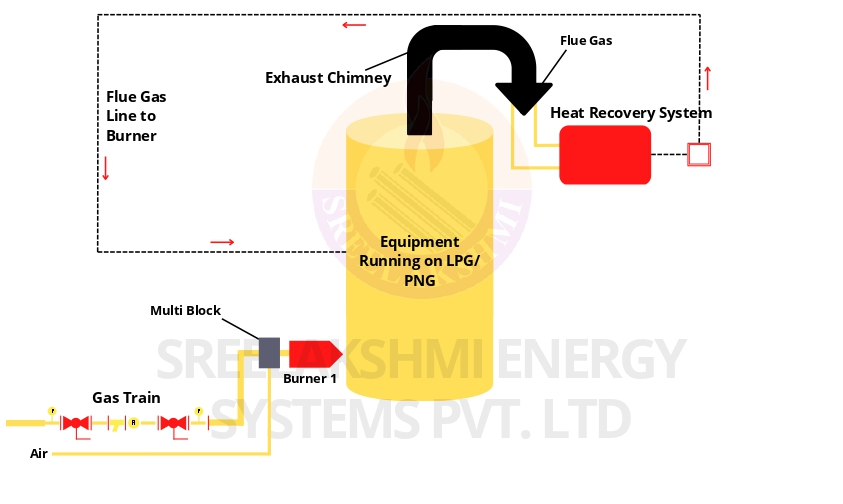 Flue Gas
Exhaust Chimney
Flue Gas
Line to
Burner
Heat Recovery System
SREELAKSHMI
Equipment
Running on LPG/
PNG
Multi Block
SREELAKSHMI ENERGY
SYSTEMS PVT. LTD
Burner 1
Gas Train
P
P
R
Air